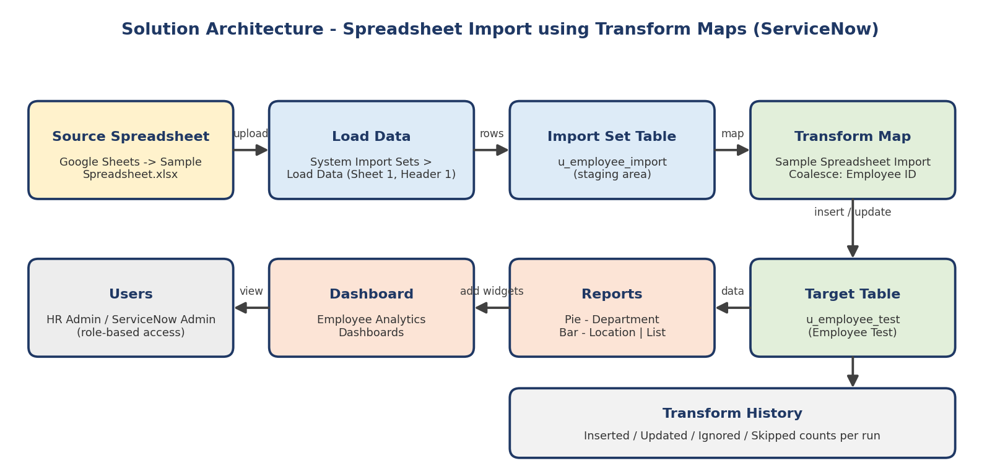 Solution Architecture - Spreadsheet Import using Transform Maps (ServiceNow)
Source Spreadsheet
Google Sheets -> Sample
Spreadsheet.xlsx
upload
Load Data
System Import Sets >
Load Data (Sheet 1, Header 1)
rows
Import Set Table
u_employee_import
(staging area)
map
Transform Map
Sample Spreadsheet Import
Coalesce: Employee ID
insert / update
Users
HR Admin / ServiceNow Admin
(role-based access)
view
Dashboard
Employee Analytics
Dashboards
add widgets
Reports
Pie - Department
Bar - Location | List
data
Target Table
u_employee_test
(Employee Test)
Transform History
Inserted / Updated / Ignored / Skipped counts per run